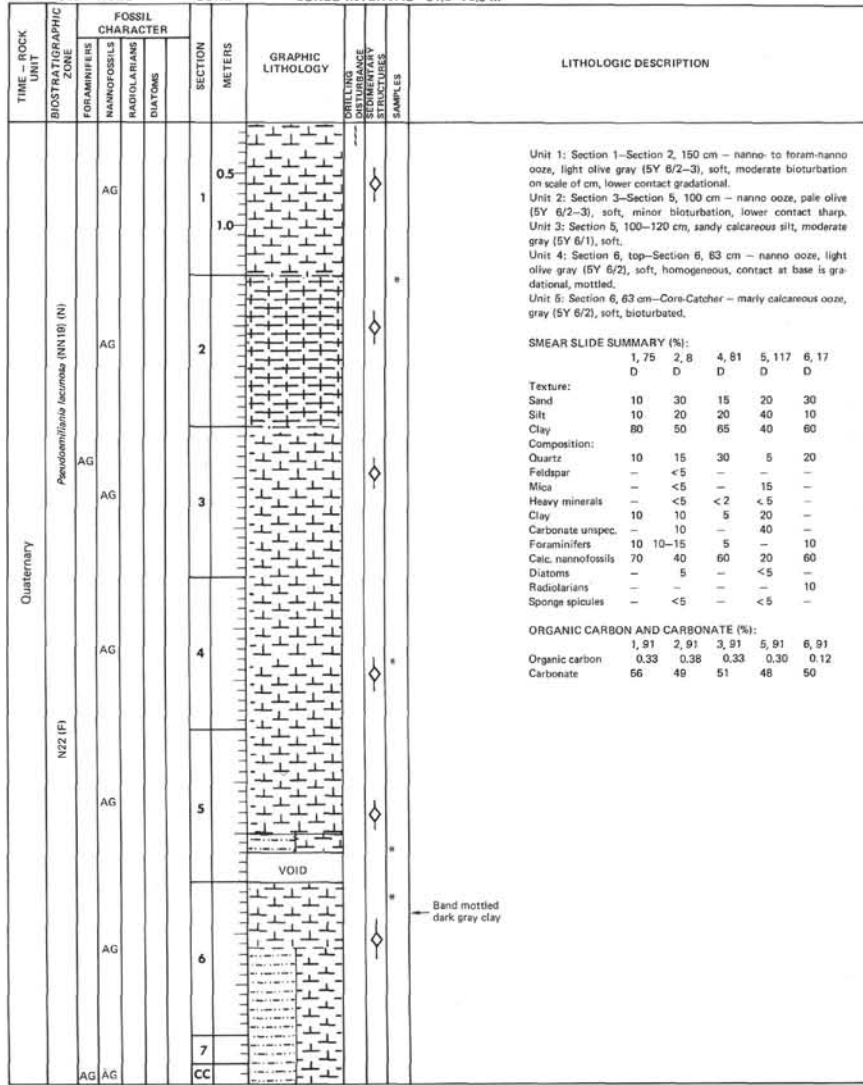 TIME – ROCK UNIT
BIOSTRATIGRAPHIC ZONE
FOSSIL CHARACTER
FORAMINIFERS
NANNOFOSSILS
RADIOLARIANS
DIATOMS
SECTION
METERS
GRAPHIC LITHOLOGY
DRILLING DISTURBANCE
SEDIMENTARY STRUCTURES
SAMPLES
LITHOLOGIC DESCRIPTION
Quaternary
Pseudoemiliania lacunosa (NN19) (N)
N22 (F)
AG
AG
AG
AG
AG
AG
AG
AG AG
1
0.5
1.0
2
3
4
5
VOID
6
7
CC
*
*
*
*
Band mottled
dark gray clay
Unit 1: Section 1–Section 2, 150 cm – nanno- to foram-nanno
ooze, light olive gray (5Y 6/2–3), soft, moderate bioturbation
on scale of cm, lower contact gradational.
Unit 2: Section 3–Section 5, 100 cm – nanno ooze, pale olive
(5Y 6/2–3), soft, minor bioturbation, lower contact sharp.
Unit 3: Section 5, 100–120 cm, sandy calcareous silt, moderate
gray (5Y 6/1), soft.
Unit 4: Section 6, top–Section 6, 63 cm – nanno ooze, light
olive gray (5Y 6/2), soft, homogeneous, contact at base is gra-
dational, mottled.
Unit 5: Section 6, 63 cm–Core-Catcher – marly calcareous ooze,
gray (5Y 6/2), soft, bioturbated.
SMEAR SLIDE SUMMARY (%):
1, 75 2, 8 4, 81 5, 117 6, 17
D D D D D
Texture:
Sand 10 30 15 20 30
Silt 10 20 20 40 10
Clay 80 50 65 40 60
Composition:
Quartz 10 15 30 5 20
Feldspar – <5 – – –
Mica – <5 – 15 –
Heavy minerals – <5 <2 <5 –
Clay 10 10 5 20 –
Carbonate unspec. – 10 – 40 –
Foraminifers 10 10–15 5 – 10
Calc. nannofossils 70 40 60 20 60
Diatoms – 5 – <5 –
Radiolarians – – – – 10
Sponge spicules – <5 – <5 –
ORGANIC CARBON AND CARBONATE (%):
1, 91 2, 91 3, 91 5, 91 6, 91
Organic carbon 0.33 0.38 0.33 0.30 0.12
Carbonate 56 49 51 48 50